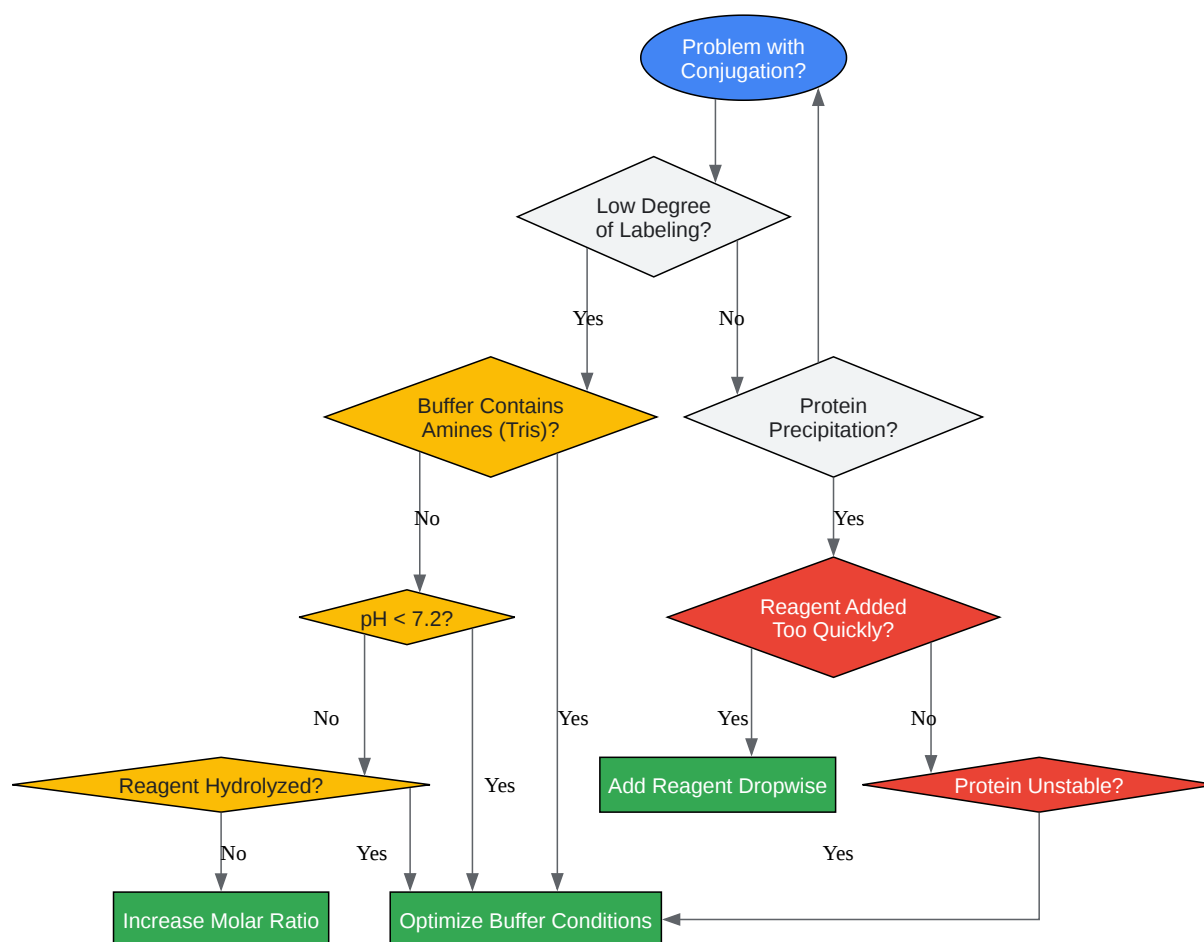 Problem with
Conjugation?
Low Degree
of Labeling?
Yes
No
Buffer Contains
Amines (Tris)?
Protein
Precipitation?
No
Yes
Reagent Added
Too Quickly?
pH < 7.2?
No
Yes
Yes
No
Reagent Hydrolyzed?
Yes
Add Reagent Dropwise
Protein Unstable?
No
Yes
Yes
Increase Molar Ratio
Optimize Buffer Conditions